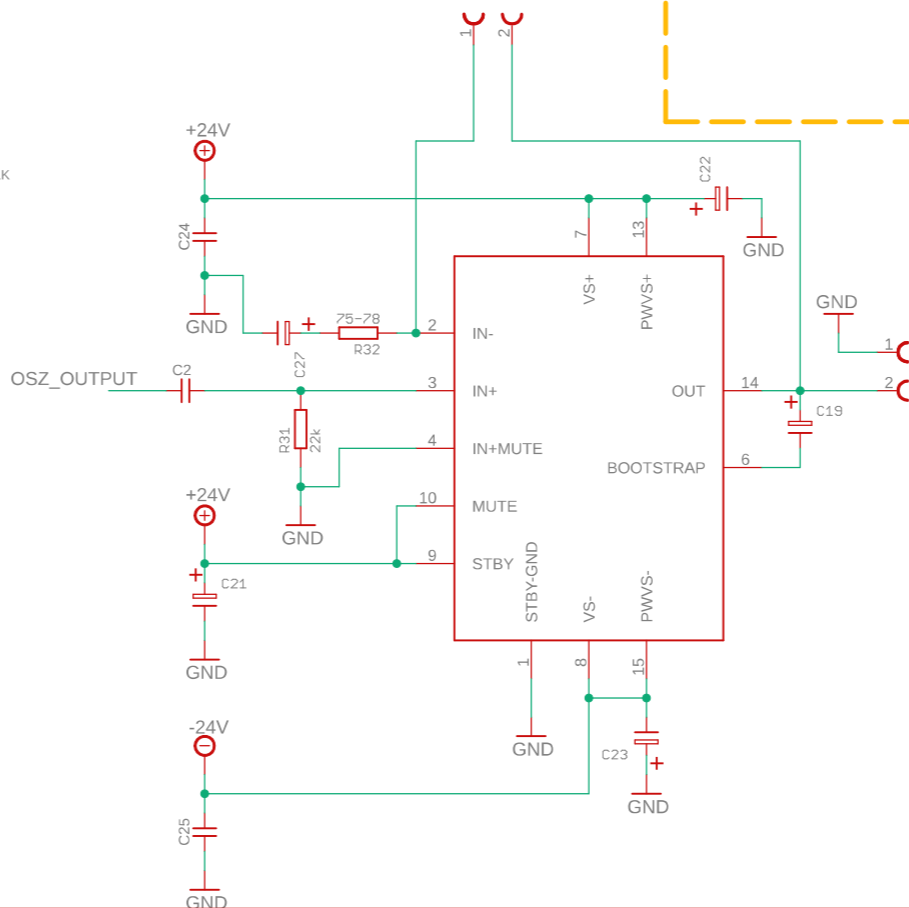 1
2
+24V
C22
K
C24
7
13
GND
VS+
PWVS+
GND
GND
75-78
2
IN-
R32
1
C27
OSZ_OUTPUT
C2
3
IN+
OUT
14
2
C19
R31
22k
4
IN+MUTE
BOOTSTRAP
6
+24V
10
MUTE
GND
9
STBY
STBY-GND
VS-
PWVS-
C21
GND
1
8
15
-24V
GND
C23
GND
C25
GND